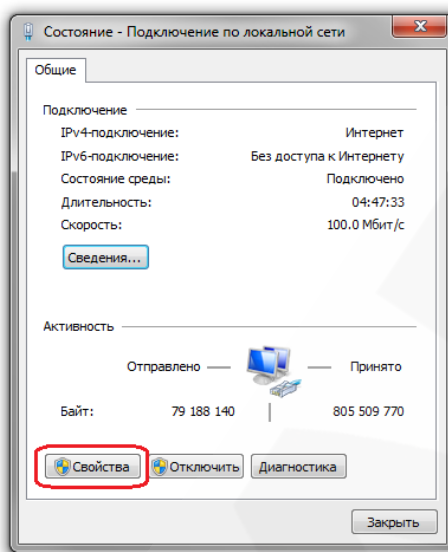 Состояние - Подключение по локальной сети
Общие
Подключение
IPv4-подключение: Интернет
IPv6-подключение: Без доступа к Интернету
Состояние среды: Подключено
Длительность: 04:47:33
Скорость: 100.0 Мбит/с
Сведения...
Активность
Отправлено — — Принято
Байт: 79 188 140 | 805 509 770
Свойства Отключить Диагностика
Закрыть